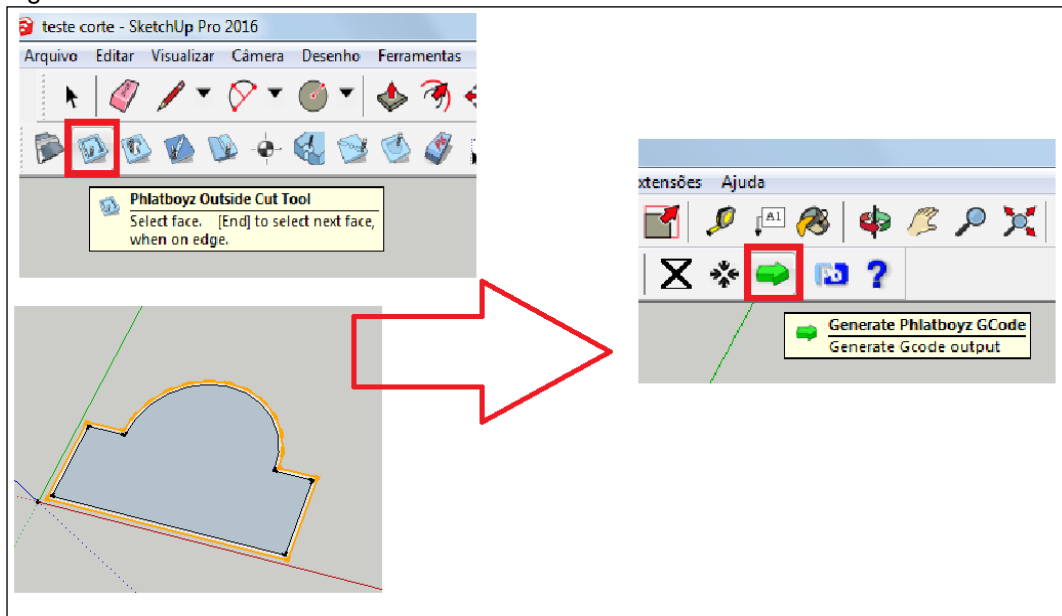 teste corte - SketchUp Pro 2016
Arquivo Editar Visualizar Câmera Desenho Ferramentas
Phlatboyz Outside Cut Tool
Select face. [End] to select next face,
when on edge.
xtensões Ajuda
A1
?
Generate Phlatboyz GCode
Generate Gcode output